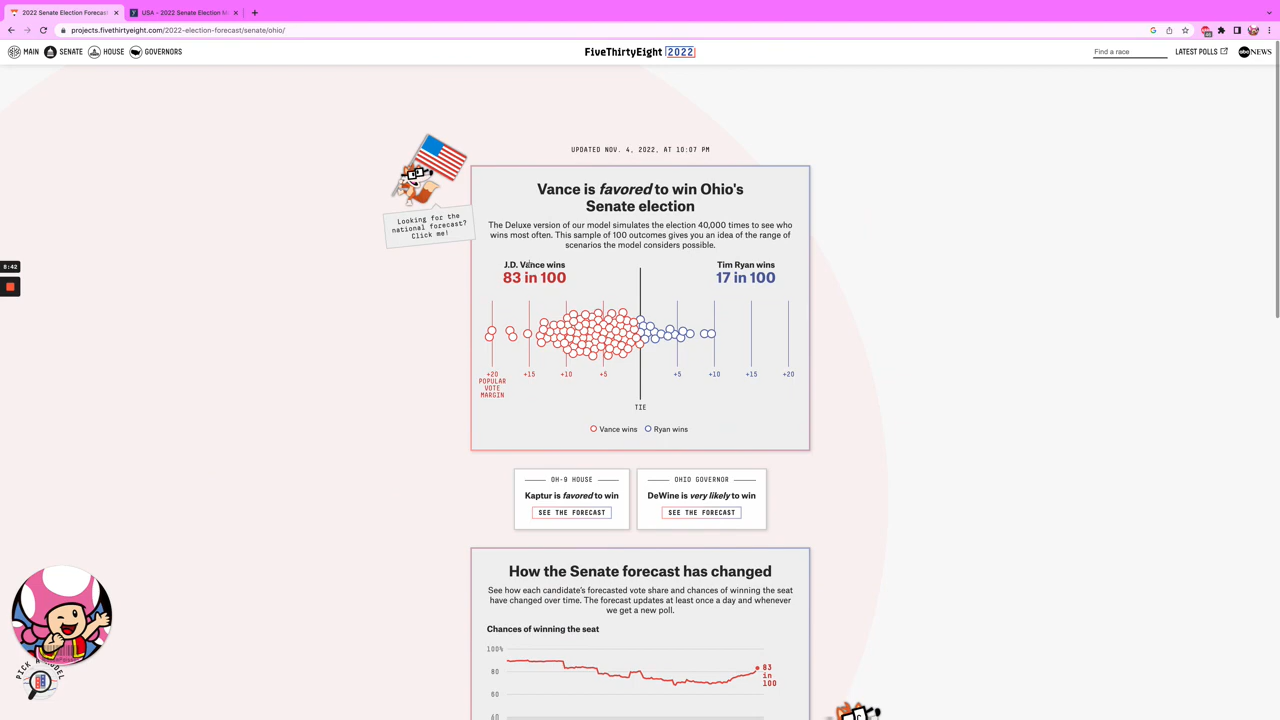 2022 Senate Election Forecast
USA - 2022 Senate Election M
projects.fivethirtyeight.com/2022-election-forecast/senate/ohio/
MAIN SENATE HOUSE GOVERNORS
FiveThirtyEight 2022
Find a race
LATEST POLLS
abc NEWS
UPDATED NOV. 4, 2022, AT 10:07 PM
Looking for the
national forecast?
Click me!
Vance is favored to win Ohio's
Senate election
The Deluxe version of our model simulates the election 40,000 times to see who
wins most often. This sample of 100 outcomes gives you an idea of the range of
scenarios the model considers possible.
J.D. Vance wins
83 in 100
Tim Ryan wins
17 in 100
8:42
+20 +15 +10 +5 +5 +10 +15 +20
POPULAR
VOTE
MARGIN
TIE
Vance wins Ryan wins
OH-9 HOUSE
Kaptur is favored to win
SEE THE FORECAST
OHIO GOVERNOR
DeWine is very likely to win
SEE THE FORECAST
How the Senate forecast has changed
See how each candidate's forecasted vote share and chances of winning the seat
have changed over time. The forecast updates at least once a day and whenever
we get a new poll.
Chances of winning the seat
100%
80
60
40
83
in
100